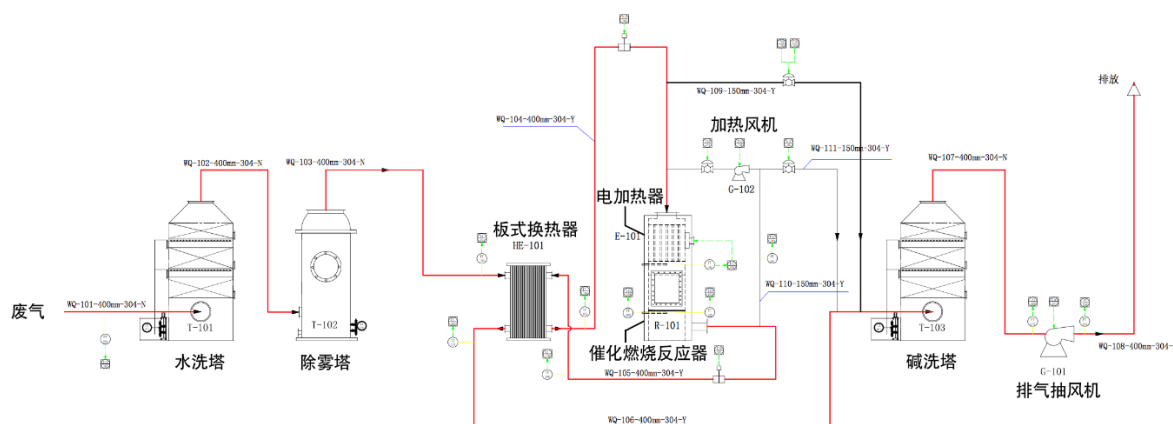 排放
WQ-109-150mm-304-Y
WQ-104-400mm-304-Y
加热风机
WQ-111-150mm-304-Y
WQ-102-400mm-304-N
WQ-103-400mm-304-N
WQ-107-400mm-304-N
G-102
电加热器
板式换热器
HE-101
E-101
WQ-110-150mm-304-Y
废气
WQ-101-400mm-304-N
T-101
T-102
R-101
T-103
水洗塔
除雾塔
催化燃烧反应器
碱洗塔
WQ-105-400mm-304-Y
G-101
WQ-108-400mm-304-
排气抽风机
WQ-106-400mm-304-Y